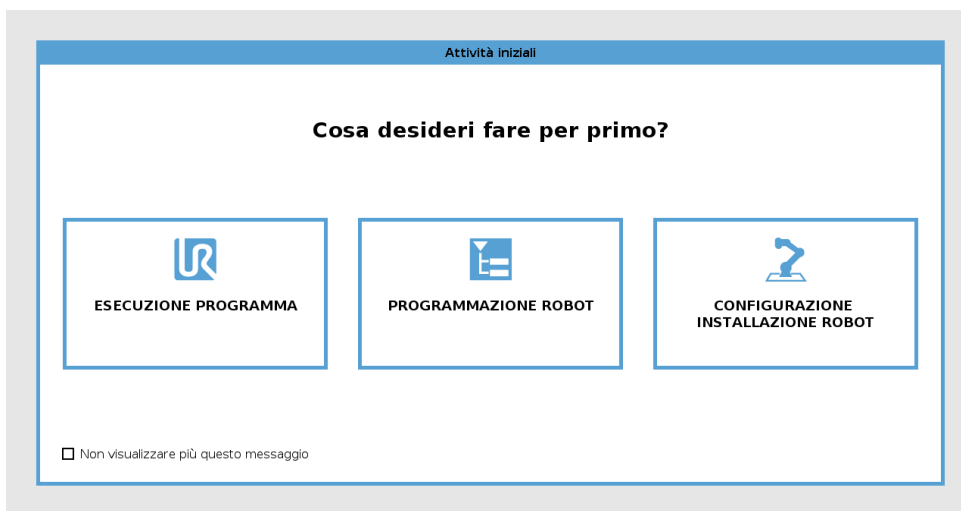 Attività iniziali
Cosa desideri fare per primo?
ESECUZIONE PROGRAMMA
PROGRAMMAZIONE ROBOT
CONFIGURAZIONE
INSTALLAZIONE ROBOT
Non visualizzare più questo messaggio